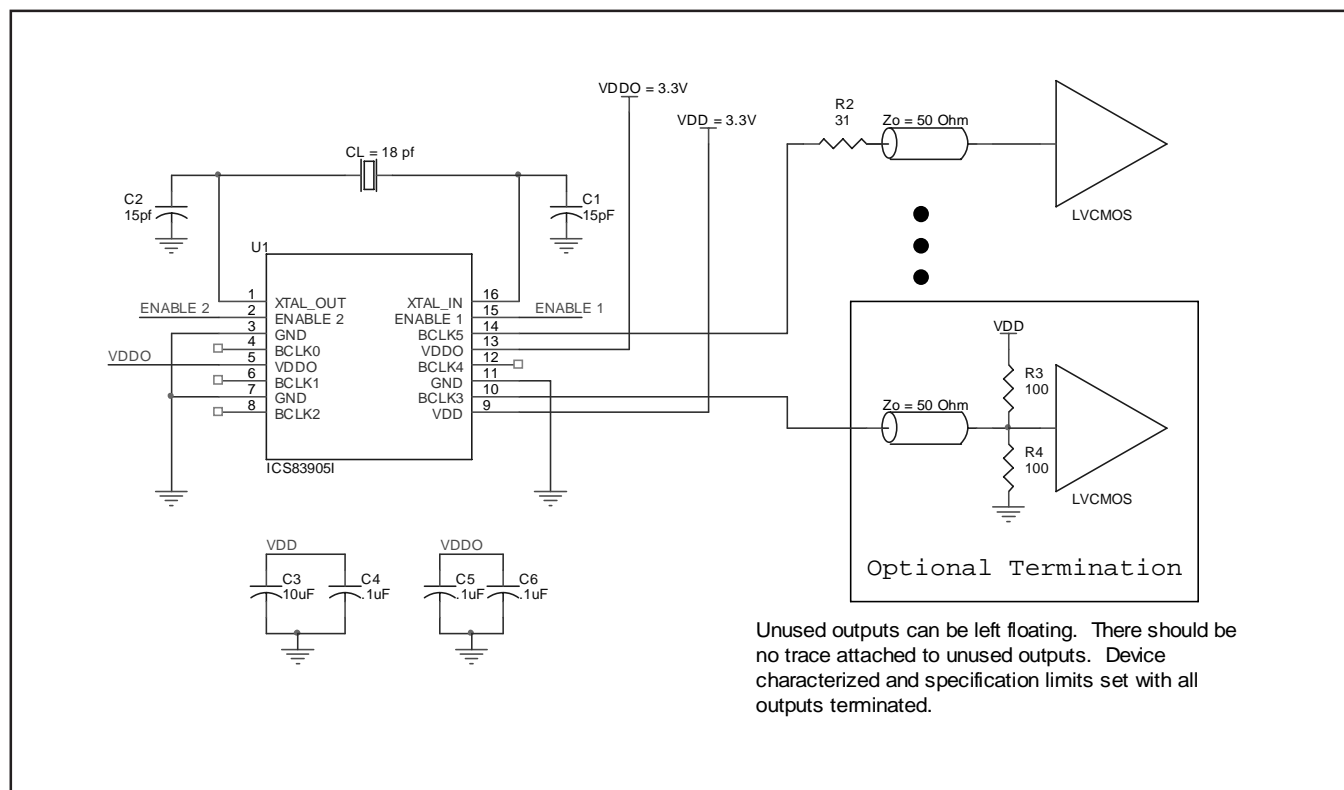 VDDO = 3.3V
VDD = 3.3V
R2
31
Zo = 50 Ohm
LVCMOS
CL = 18 pf
C2
15pf
C1
15pF
U1
1
XTAL_OUT
XTAL_IN
16
ENABLE 2
2
ENABLE 2
ENABLE 1
15
ENABLE 1
3
GND
BCLK5
14
4
BCLK0
VDDO
13
VDDO
5
VDDO
BCLK4
12
6
BCLK1
GND
11
7
GND
BCLK3
10
8
BCLK2
VDD
9
ICS83905I
VDD
R3
100
Zo = 50 Ohm
R4
100
LVCMOS
Optional Termination
VDD
C3
10uF
C4
.1uF
VDDO
C5
.1uF
C6
.1uF
Unused outputs can be left floating. There should be
no trace attached to unused outputs. Device
characterized and specification limits set with all
outputs terminated.